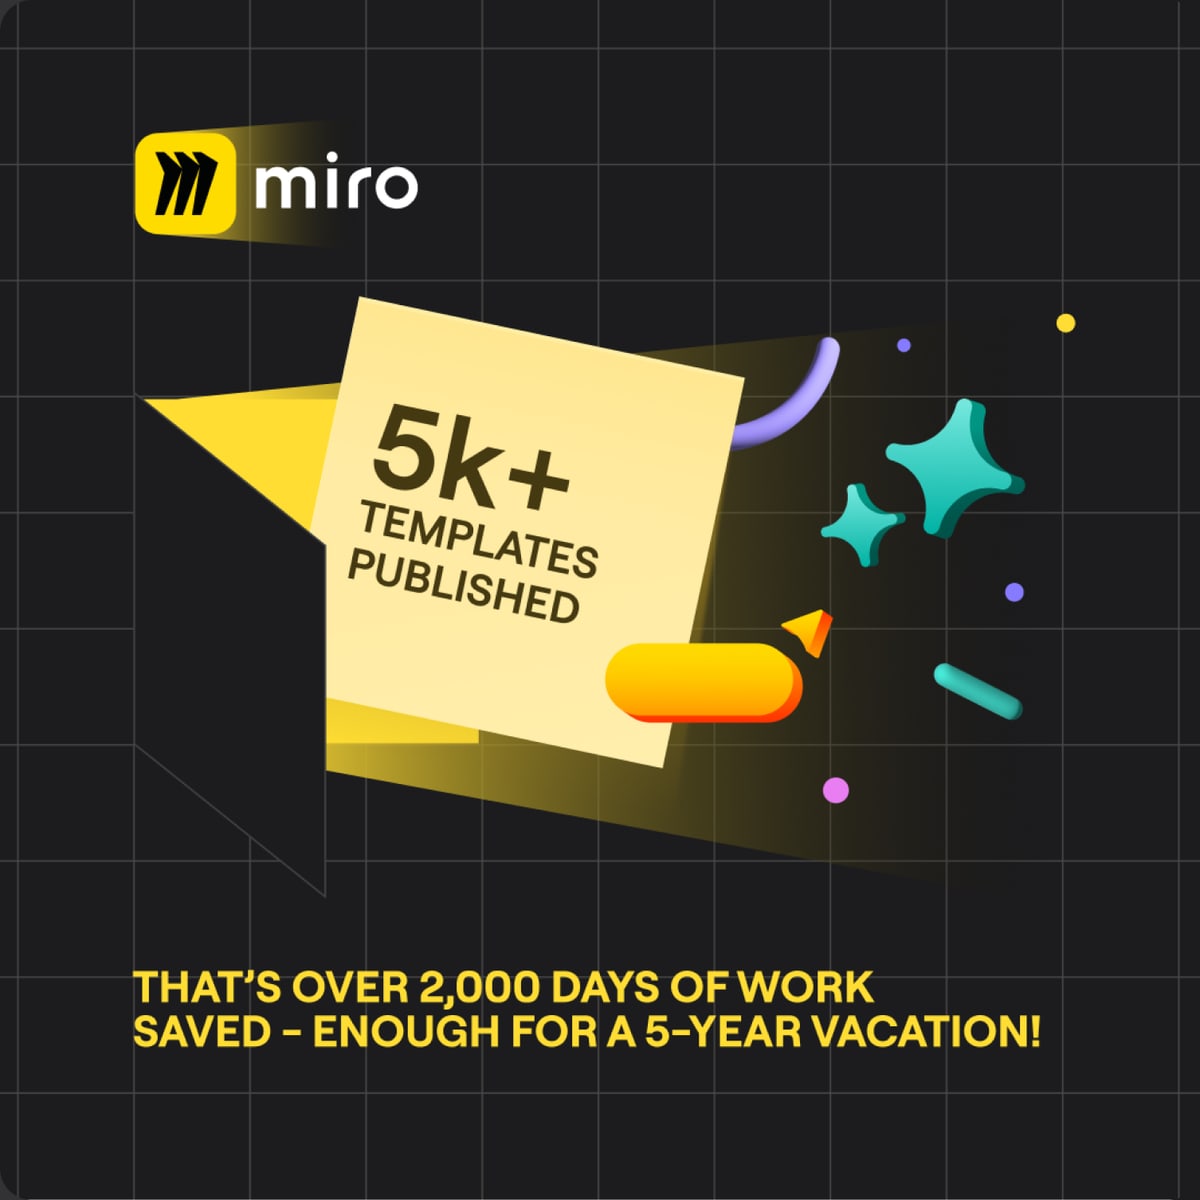 miro
5k+
TEMPLATES
PUBLISHED
THAT’S OVER 2,000 DAYS OF WORK
SAVED – ENOUGH FOR A 5-YEAR VACATION!